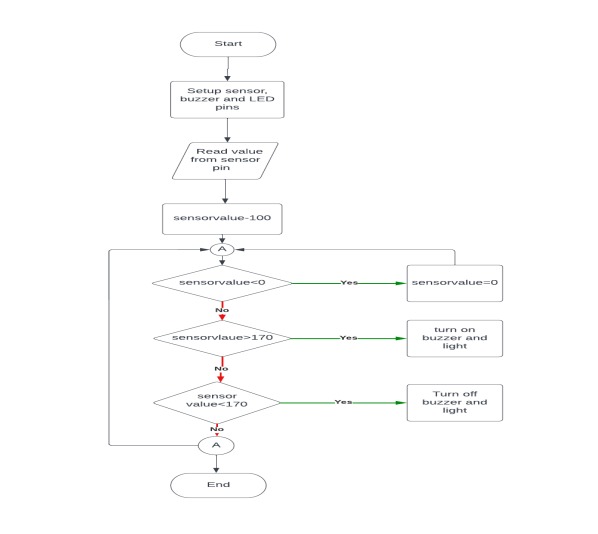 Start
Setup sensor,
buzzer and LED
pins
Read value
from sensor
pin
sensorvalue-100
A
sensorvalue<0
Yes
sensorvalue=0
No
sensorvlaue>170
Yes
turn on
buzzer and
light
No
sensor
value<170
Yes
Turn off
buzzer and
light
No
A
End